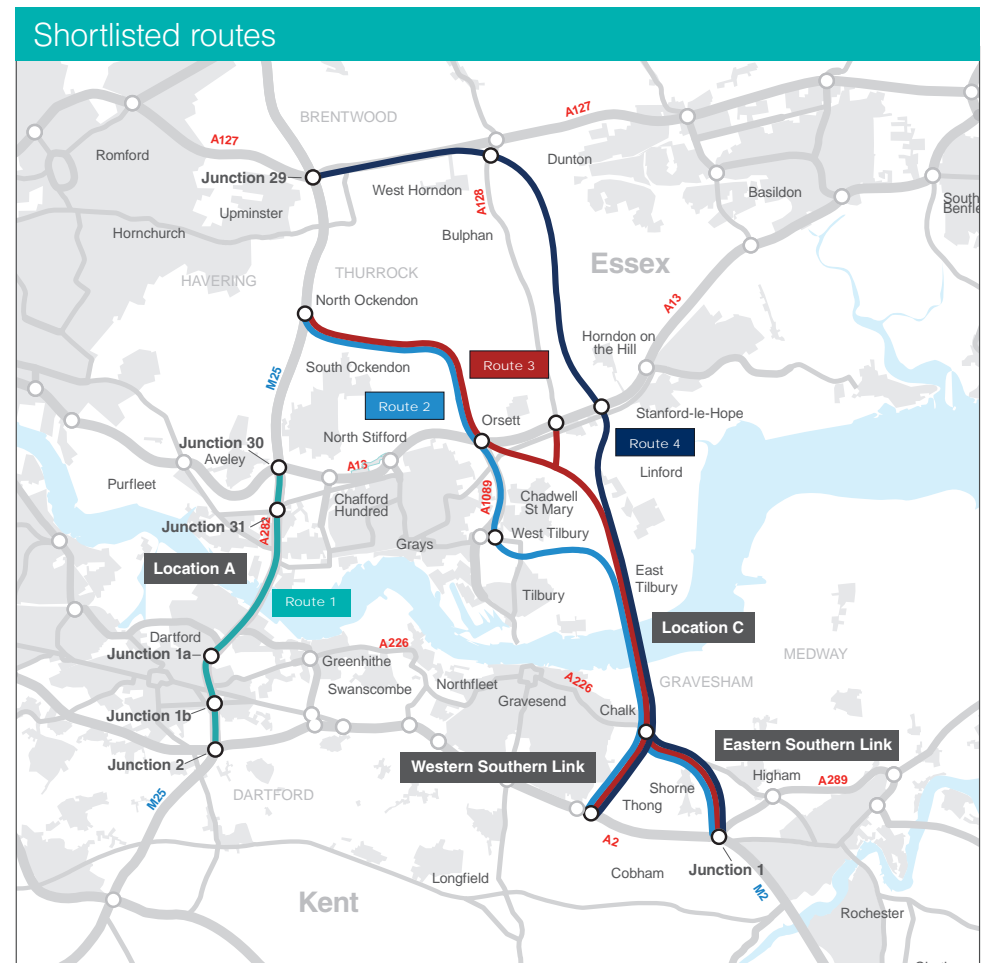 Shortlisted routes
BRENTWOOD
A127
A127
Romford
Dunton
Junction 29
West Horndon
Basildon
A128
South
Benfle
Upminster
Hornchurch
Bulphan
Essex
HAVERING
THURROCK
North Ockendon
A13
Horndon on
the Hill
M25
South Ockendon
Route 3
Route 2
Orsett
Stanford-le-Hope
Junction 30
North Stifford
Route 4
Aveley
A13
Linford
Purfleet
Chafford
Hundred
A1089
Chadwell
St Mary
Junction 31
A282
West Tilbury
Grays
Location A
East
Tilbury
Route 1
Tilbury
Location C
Dartford
A226
Junction 1a
Greenhithe
MEDWAY
Swanscombe
Northfleet
A226
GRAVESHAM
Gravesend
Chalk
Junction 1b
Eastern Southern Link
Junction 2
Western Southern Link
Higham
A289
M25
DARTFORD
Shorne
Thong
A2
Cobham
Junction 1
Longfield
M2
Kent
Rochester